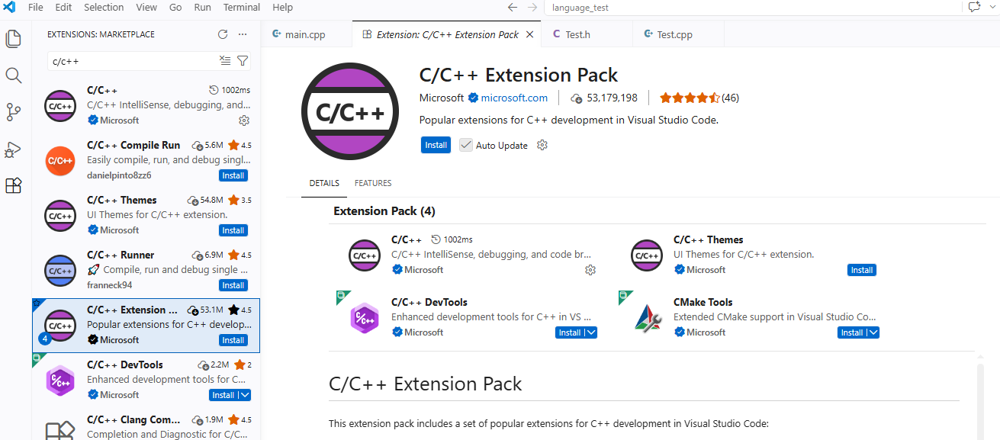 File Edit Selection View Go Run Terminal Help
language_test
EXTENSIONS: MARKETPLACE
c/c++
C/C++ 1002ms
C/C++ IntelliSense, debugging, and...
Microsoft
C/C++ Compile Run 5.6M 4.5
Easily compile, run, and debug singl...
danielpinto8zz6 Install
C/C++ Themes 54.8M 3.5
UI Themes for C/C++ extension.
Microsoft Install
C/C++ Runner 6.9M 4.5
🚀 Compile, run and debug single ...
franneck94 Install
C/C++ Extension ... 53.1M 4.5
Popular extensions for C++ develop...
4 Microsoft Install
C/C++ DevTools 2.2M 2
Enhanced development tools for C...
Microsoft Install
C/C++ Clang Com... 1.9M 4.5
Completion and Diagnostic for C/C...
main.cpp
Extension: C/C++ Extension Pack
C Test.h
Test.cpp
C/C++
C/C++ Extension Pack
Microsoft microsoft.com 53,179,198 (46)
Popular extensions for C++ development in Visual Studio Code.
Install Auto Update
DETAILS FEATURES
Extension Pack (4)
C/C++ 1002ms
C/C++ IntelliSense, debugging, and code br...
Microsoft
C/C++ Themes
UI Themes for C/C++ extension.
Microsoft Install
C/C++ DevTools
Enhanced development tools for C++ in VS ...
Microsoft Install
CMake Tools
Extended CMake support in Visual Studio Co...
Microsoft Install
C/C++ Extension Pack
This extension pack includes a set of popular extensions for C++ development in Visual Studio Code: